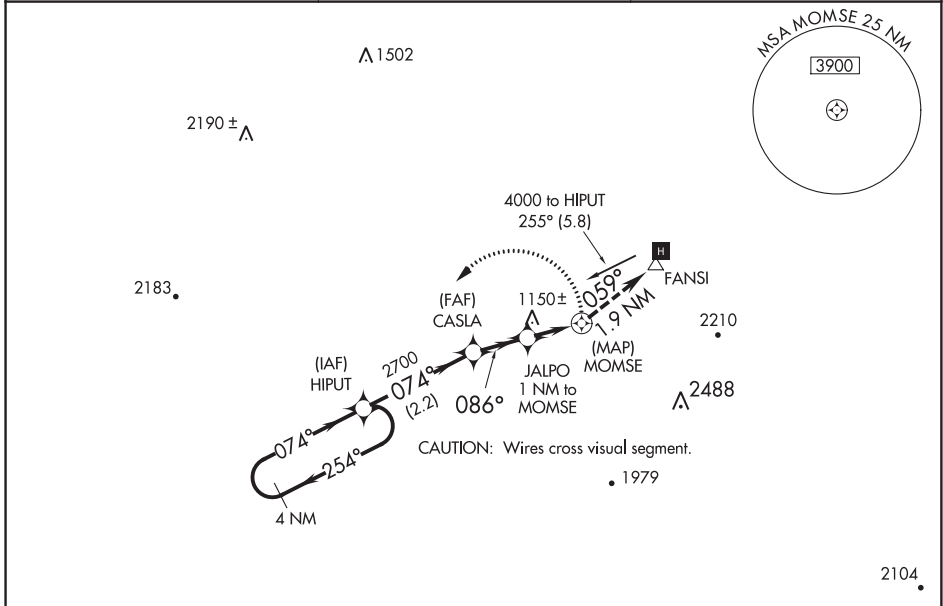 MSA MOMSE 25 NM
3900
1502
2190 ±
4000 to HIPUT
255° (5.8)
H
FANSI
059°
1.9 NM
2183
(FAF)
CASLA
1150 ±
2210
(MAP)
MOMSE
(IAF)
HIPUT
2700
074°
(2.2)
086°
JALPO
1 NM to
MOMSE
2488
074°
254°
CAUTION: Wires cross visual segment.
1979
4 NM
2104